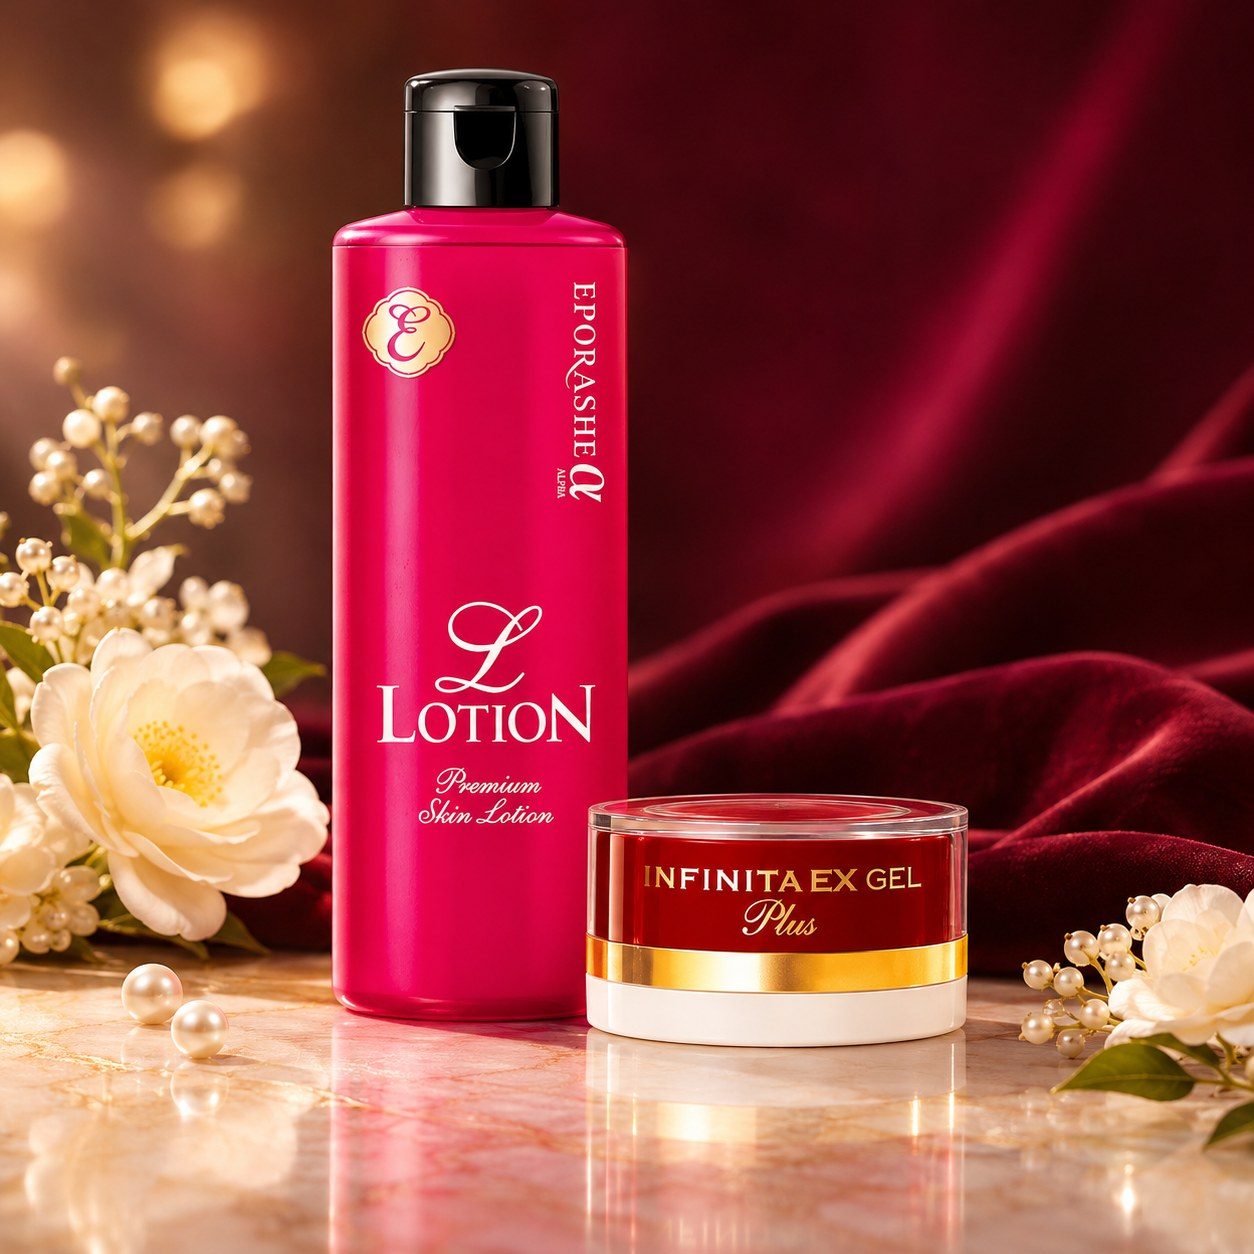 E
EPORASHE α
ALPHA
L
LOTION
Premium
Skin Lotion
INFINITA EX GEL
Plus